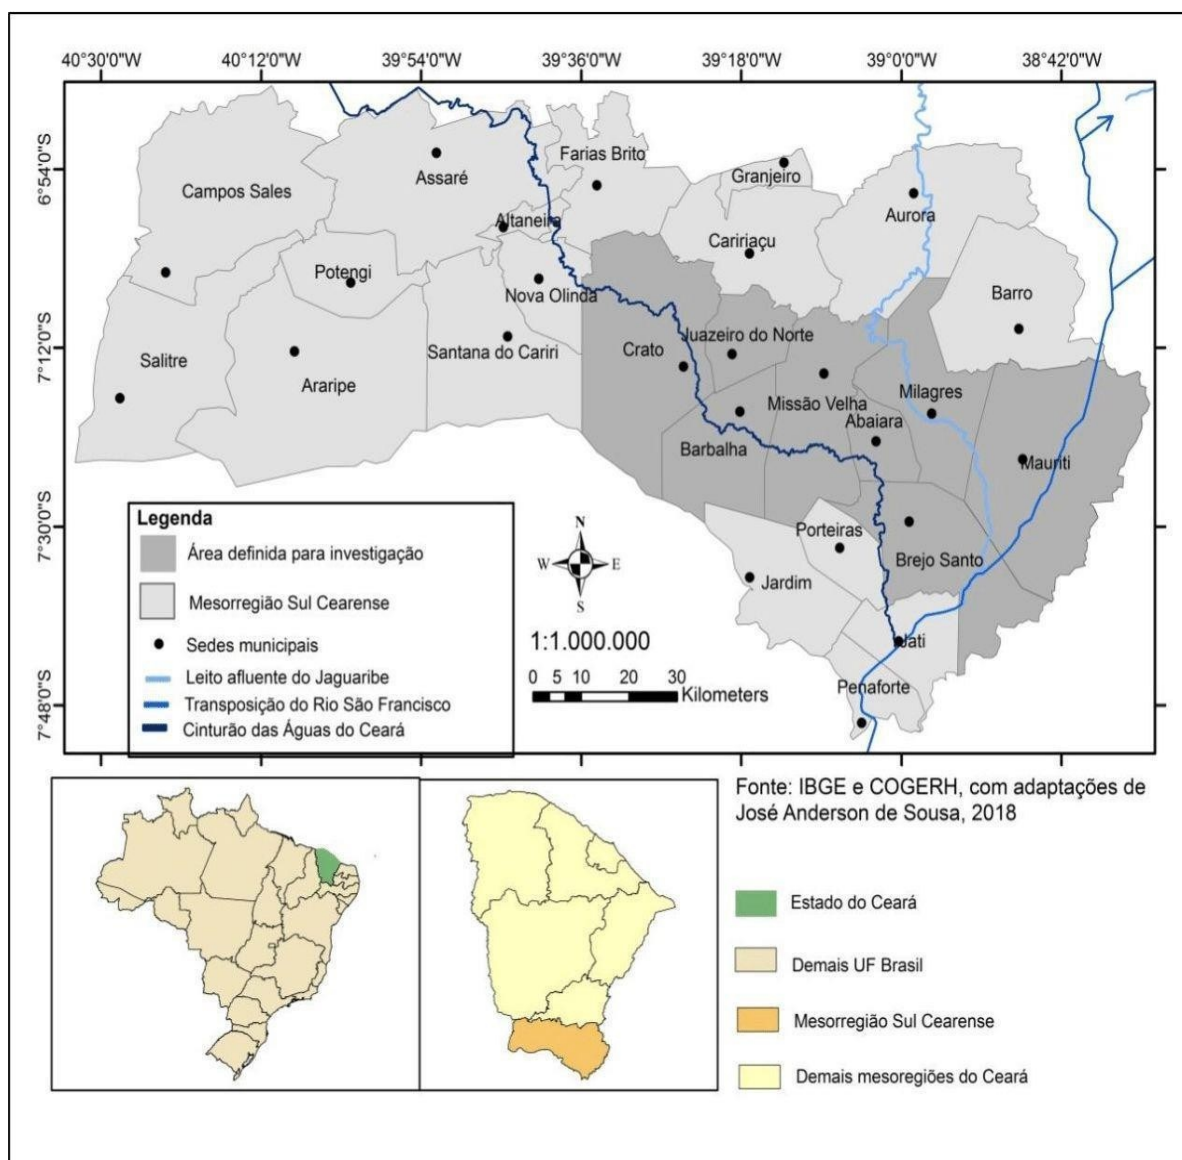 40°30'0"W 40°12'0"W 39°54'0"W 39°36'0"W 39°18'0"W 39°0'0"W 38°42'0"W
6°54'0"S
7°12'0"S
7°30'0"S
7°48'0"S
Campos Sales
Assaré
Farias Brito
Granjeiro
Aurora
Altaneira
Caririaçu
Potengi
Nova Olinda
Barro
Salitre
Araripe
Santana do Cariri
Crato
Juazeiro do Norte
Missão Velha
Milagres
Abaiara
Barbalha
Mauriti
Porteiras
Brejo Santo
Jardim
Jati
Penaforte
Legenda
Área definida para investigação
Mesorregião Sul Cearense
Sedes municipais
Leito afluente do Jaguaribe
Transposição do Rio São Francisco
Cinturão das Águas do Ceará
N
W E
S
1:1.000.000
0 5 10 20 30
Kilometers
Fonte: IBGE e COGERH, com adaptações de
José Anderson de Sousa, 2018
Estado do Ceará
Demais UF Brasil
Mesorregião Sul Cearense
Demais mesoregiões do Ceará